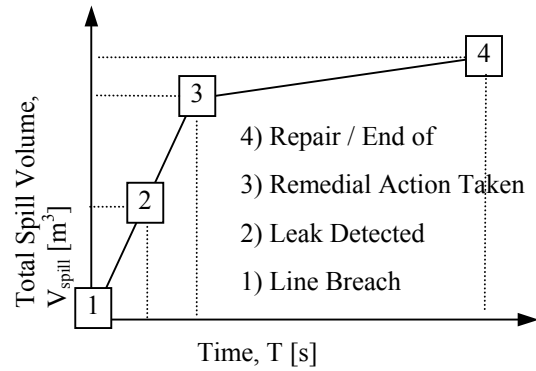 4
3
4) Repair / End of
3) Remedial Action Taken
2
2) Leak Detected
1) Line Breach
1
Total Spill Volume,
V_spill [m³]
Time, T [s]